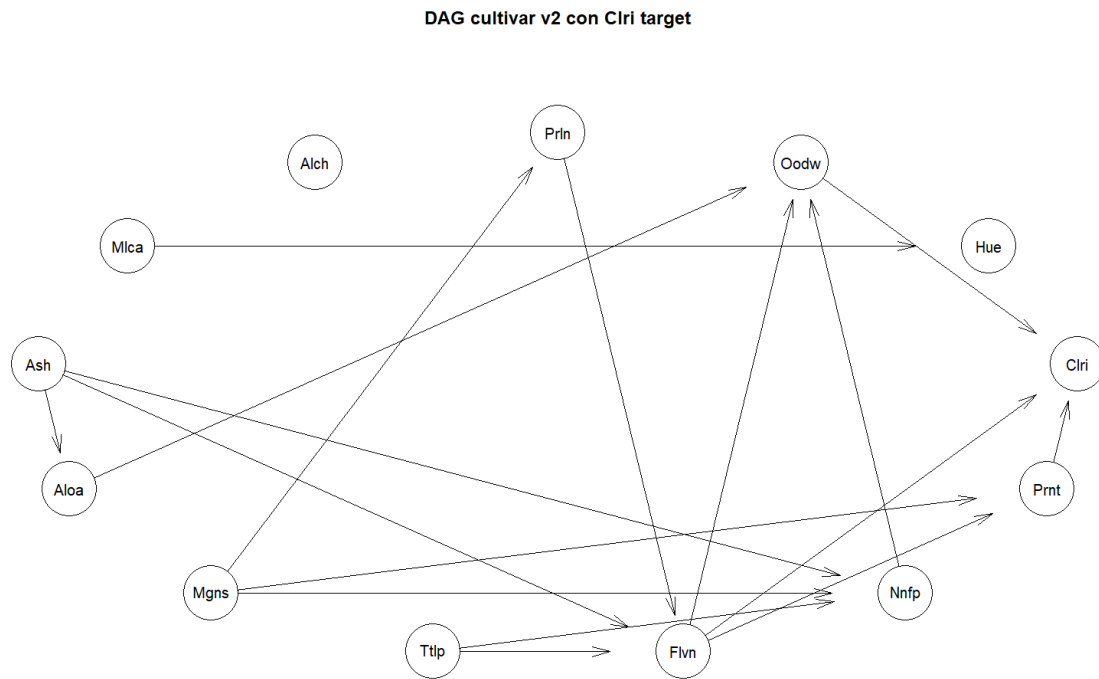 DAG cultivar v2 con Clri target
Prln
Alch
Oodw
Mlca
Hue
Ash
Clri
Aloa
Prnt
Mgns
Nnfp
Ttlp
Flvn